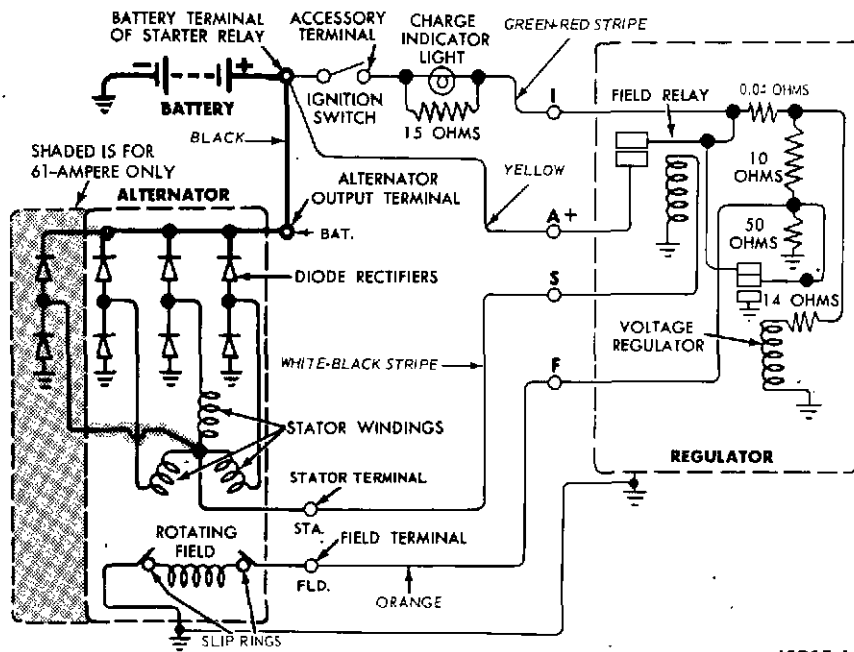 BATTERY TERMINAL
OF STARTER RELAY
ACCESSORY
TERMINAL
CHARGE
INDICATOR
LIGHT
GREEN-RED STRIPE
− +
BATTERY
IGNITION
SWITCH
15 OHMS
I
FIELD RELAY
OHMS
BLACK
10
OHMS
SHADED IS FOR
61-AMPERE ONLY
YELLOW
ALTERNATOR
ALTERNATOR
OUTPUT TERMINAL
A +
BAT.
50
OHMS
DIODE RECTIFIERS
S
14 OHMS
VOLTAGE
REGULATOR
WHITE-BLACK STRIPE
F
STATOR WINDINGS
REGULATOR
STATOR TERMINAL
STA.
ROTATING
FIELD
FIELD TERMINAL
FLD.
ORANGE
SLIP RINGS